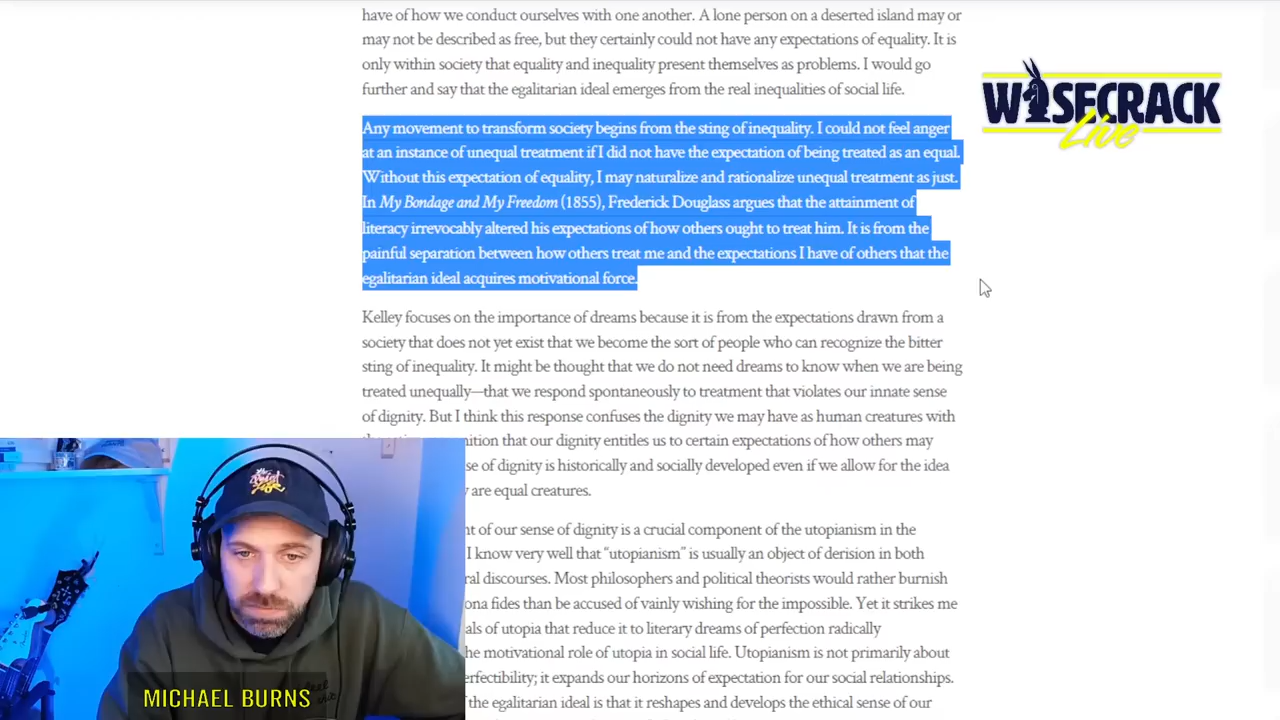 have of how we conduct ourselves with one another. A lone person on a deserted island may or
may not be described as free, but they certainly could not have any expectations of equality. It is
only within society that equality and inequality present themselves as problems. I would go
further and say that the egalitarian ideal emerges from the real inequalities of social life.
WISECRACK
Live
Any movement to transform society begins from the sting of inequality. I could not feel anger
at an instance of unequal treatment if I did not have the expectation of being treated as an equal.
Without this expectation of equality, I may naturalize and rationalize unequal treatment as just.
In My Bondage and My Freedom (1855), Frederick Douglass argues that the attainment of
literacy irrevocably altered his expectations of how others ought to treat him. It is from the
painful separation between how others treat me and the expectations I have of others that the
egalitarian ideal acquires motivational force.
Kelley focuses on the importance of dreams because it is from the expectations drawn from a
society that does not yet exist that we become the sort of people who can recognize the bitter
sting of inequality. It might be thought that we do not need dreams to know when we are being
treated unequally—that we respond spontaneously to treatment that violates our innate sense
of dignity. But I think this response confuses the dignity we may have as human creatures with
that our dignity entitles us to certain expectations of how others may
of dignity is historically and socially developed even if we allow for the idea
are equal creatures.
of our sense of dignity is a crucial component of the utopianism in the
I know very well that “utopianism” is usually an object of derision in both
discourses. Most philosophers and political theorists would rather burnish
fides than be accused of vainly wishing for the impossible. Yet it strikes me
of utopia that reduce it to literary dreams of perfection radically
the motivational role of utopia in social life. Utopianism is not primarily about
it expands our horizons of expectation for our social relationships.
the egalitarian ideal is that it reshapes and develops the ethical sense of our
MICHAEL BURNS